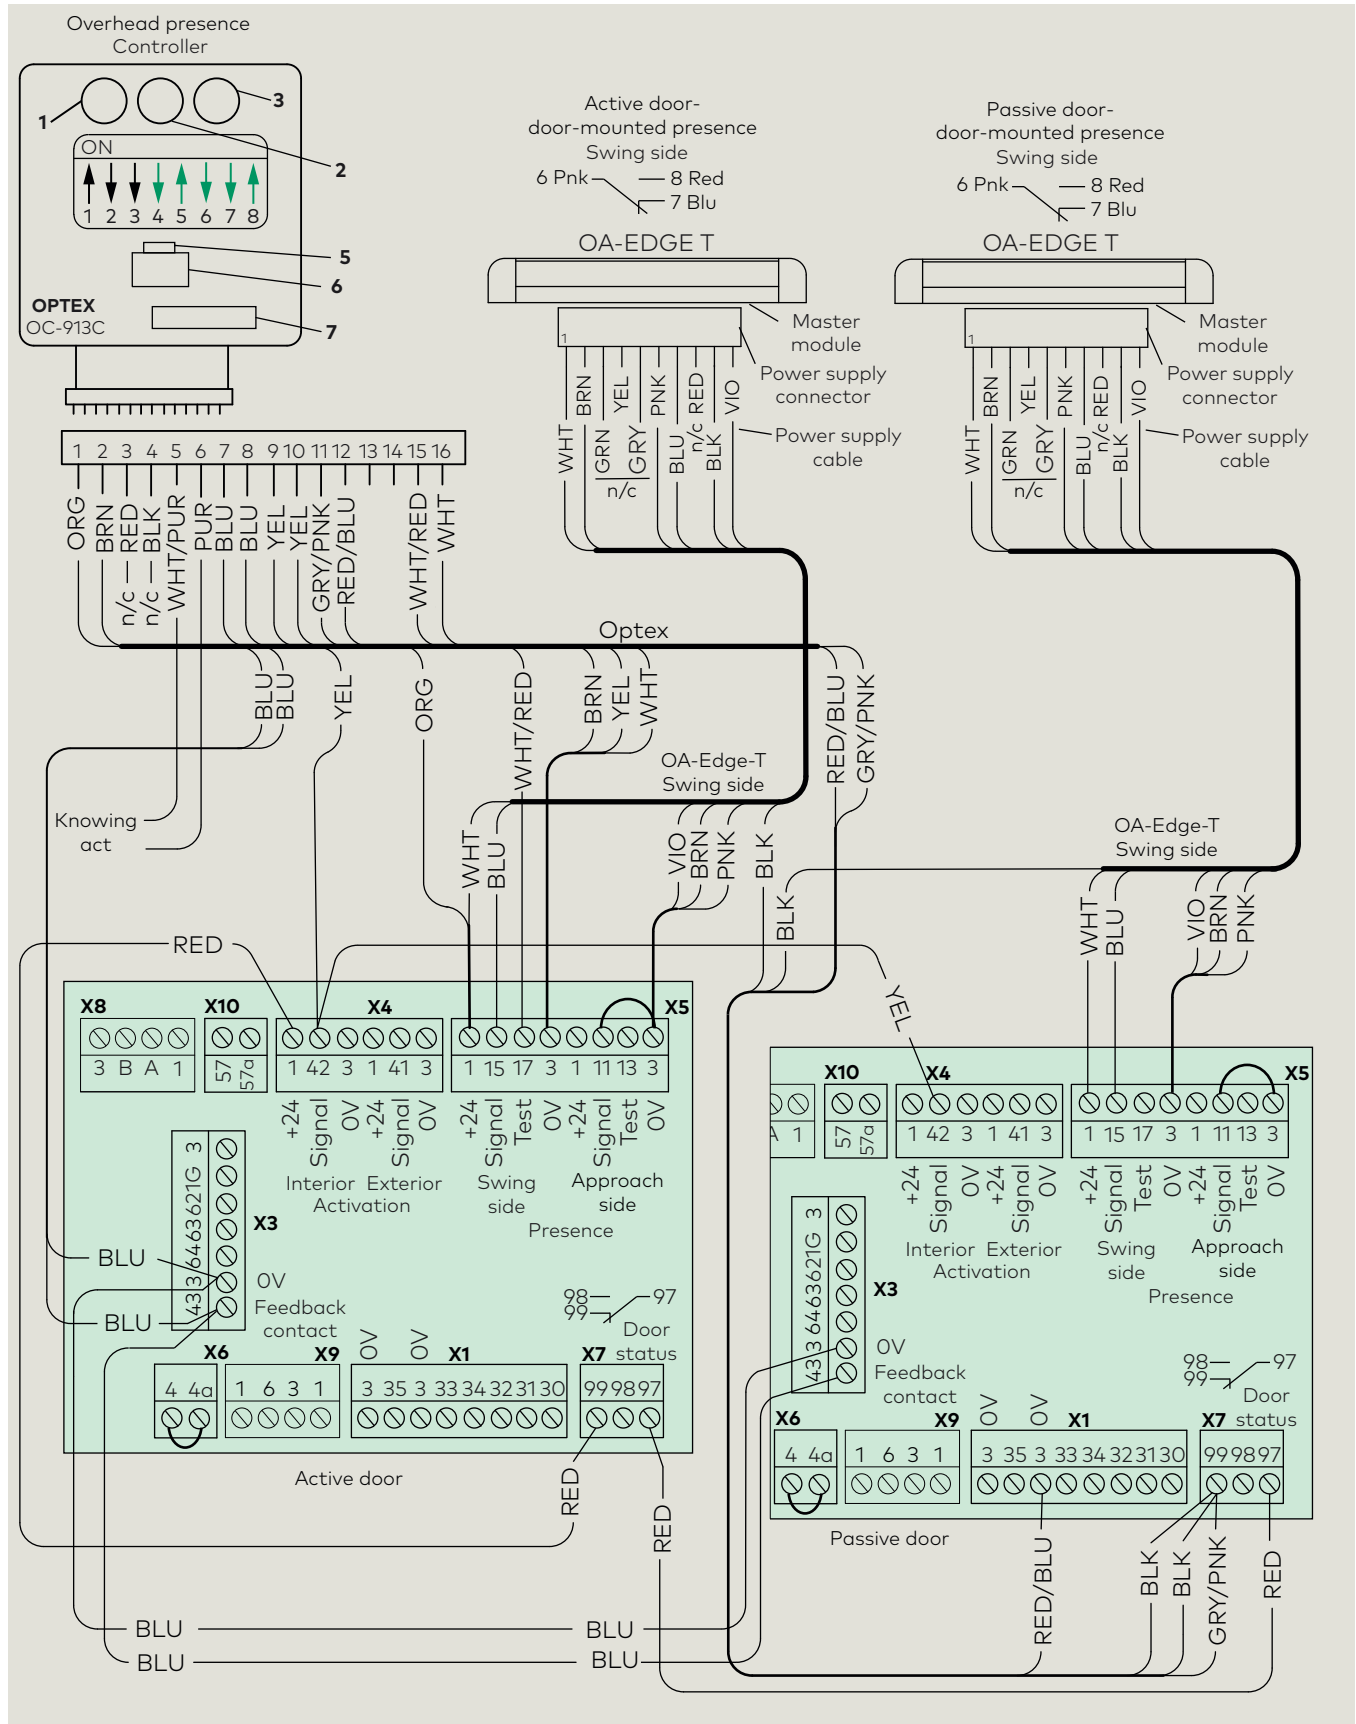 Overhead presence
Controller
1
2
3
ON
1 2 3 4 5 6 7 8
5
6
OPTEX
OC-913C
7
Active door-
door-mounted presence
Swing side
6 Pnk
8 Red
7 Blu
OA-EDGE T
1
Master
module
Power supply
connector
Power supply
cable
WHT
BRN
GRN
YEL
GRY
n/c
PNK
BLU
n/c RED
BLK
VIO
Passive door-
door-mounted presence
Swing side
6 Pnk
8 Red
7 Blu
OA-EDGE T
1
Master
module
Power supply
connector
Power supply
cable
WHT
BRN
GRN
YEL
GRY
n/c
PNK
BLU
n/c RED
BLK
VIO
1 2 3 4 5 6 7 8 9 10 11 12 13 14 15 16
ORG
BRN
n/c — RED
n/c — BLK
WHT/PUR
PUR
BLU
BLU
YEL
YEL
GRY/PNK
RED/BLU
WHT/RED
WHT
Optex
BLU
BLU
YEL
ORG
WHT/RED
BRN
YEL
WHT
RED/BLU
GRY/PNK
OA-Edge-T
Swing side
Knowing
act
WHT
BLU
VIO
BRN
PNK
BLK
BLK
OA-Edge-T
Swing side
WHT
BLU
VIO
BRN
PNK
RED
YEL
X8
X10
X4
X5
3 B A 1
57
57a
1 42 3 1 41 3
1 15 17 3 1 11 13 3
+24
Signal
0V
+24
Signal
0V
+24
Signal
Test
0V
+24
Signal
Test
0V
Interior Exterior
Activation
Swing
side
Approach
side
Presence
3
G
1
62
63
64
3
43
X3
0V
Feedback
contact
BLU
BLU
98
99
97
Door
status
X6
X9
0V
0V
X1
X7
4 4a
1 6 3 1
3 35 3 33 34 32 31 30
99 98 97
Active door
RED
RED
X10
X4
X5
A 1
57
57a
1 42 3 1 41 3
1 15 17 3 1 11 13 3
+24
Signal
0V
+24
Signal
0V
+24
Signal
Test
0V
+24
Signal
Test
0V
Interior Exterior
Activation
Swing
side
Approach
side
Presence
3
G
1
62
63
64
3
43
X3
0V
Feedback
contact
98
99
97
Door
status
X6
X9
0V
0V
X1
X7
4 4a
1 6 3 1
3 35 3 33 34 32 31 30
99 98 97
Passive door
RED/BLU
BLK
BLK
GRY/PNK
RED
BLU
BLU
BLU
BLU